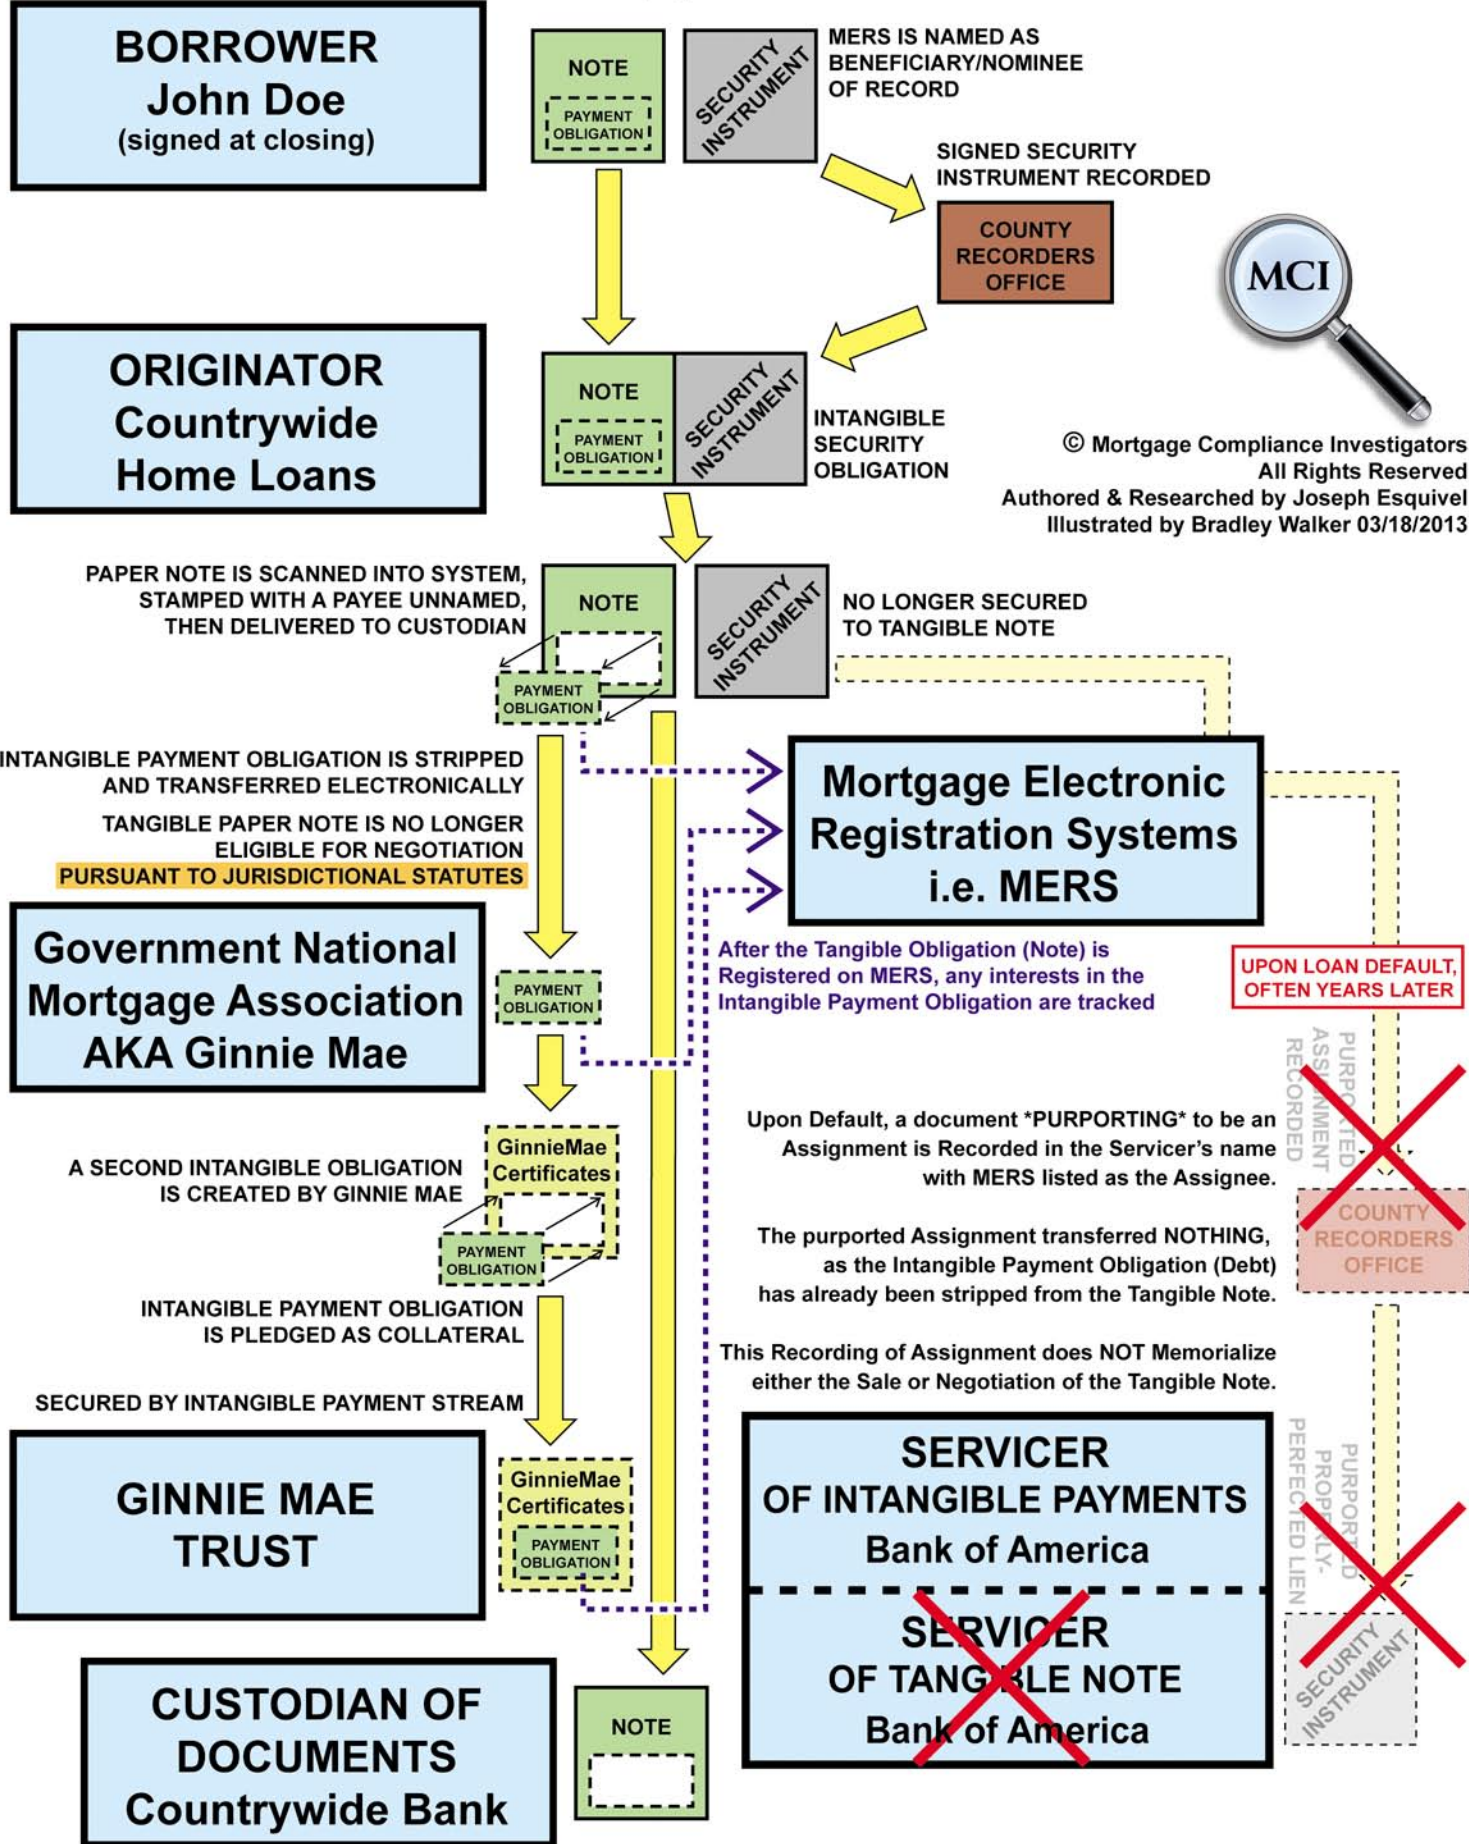 BORROWER
John Doe
(signed at closing)
NOTE
PAYMENT
OBLIGATION
SECURITY
INSTRUMENT
MERS IS NAMED AS
BENEFICIARY/NOMINEE
OF RECORD
SIGNED SECURITY
INSTRUMENT RECORDED
COUNTY
RECORDERS
OFFICE
MCI
© Mortgage Compliance Investigators
All Rights Reserved
Authored & Researched by Joseph Esquivel
Illustrated by Bradley Walker 03/18/2013
ORIGINATOR
Countrywide
Home Loans
NOTE
PAYMENT
OBLIGATION
SECURITY
INSTRUMENT
INTANGIBLE
SECURITY
OBLIGATION
PAPER NOTE IS SCANNED INTO SYSTEM,
STAMPED WITH A PAYEE UNNAMED,
THEN DELIVERED TO CUSTODIAN
NOTE
PAYMENT
OBLIGATION
SECURITY
INSTRUMENT
NO LONGER SECURED
TO TANGIBLE NOTE
INTANGIBLE PAYMENT OBLIGATION IS STRIPPED
AND TRANSFERRED ELECTRONICALLY
TANGIBLE PAPER NOTE IS NO LONGER
ELIGIBLE FOR NEGOTIATION
PURSUANT TO JURISDICTIONAL STATUTES
Mortgage Electronic
Registration Systems
i.e. MERS
After the Tangible Obligation (Note) is
Registered on MERS, any interests in the
Intangible Payment Obligation are tracked
UPON LOAN DEFAULT,
OFTEN YEARS LATER
Government National
Mortgage Association
AKA Ginnie Mae
PAYMENT
OBLIGATION
PURPORTED
ASSIGNMENT
RECORDED
COUNTY
RECORDERS
OFFICE
A SECOND INTANGIBLE OBLIGATION
IS CREATED BY GINNIE MAE
GinnieMae
Certificates
PAYMENT
OBLIGATION
Upon Default, a document *PURPORTING* to be an
Assignment is Recorded in the Servicer's name
with MERS listed as the Assignee.
The purported Assignment transferred NOTHING,
as the Intangible Payment Obligation (Debt)
has already been stripped from the Tangible Note.
This Recording of Assignment does NOT Memorialize
either the Sale or Negotiation of the Tangible Note.
INTANGIBLE PAYMENT OBLIGATION
IS PLEDGED AS COLLATERAL
SECURED BY INTANGIBLE PAYMENT STREAM
GINNIE MAE
TRUST
GinnieMae
Certificates
PAYMENT
OBLIGATION
SERVICER
OF INTANGIBLE PAYMENTS
Bank of America
SERVICER
OF TANGIBLE NOTE
Bank of America
PURPORTED
PROPERLY-
PERFECTED LIEN
SECURITY
INSTRUMENT
CUSTODIAN OF
DOCUMENTS
Countrywide Bank
NOTE